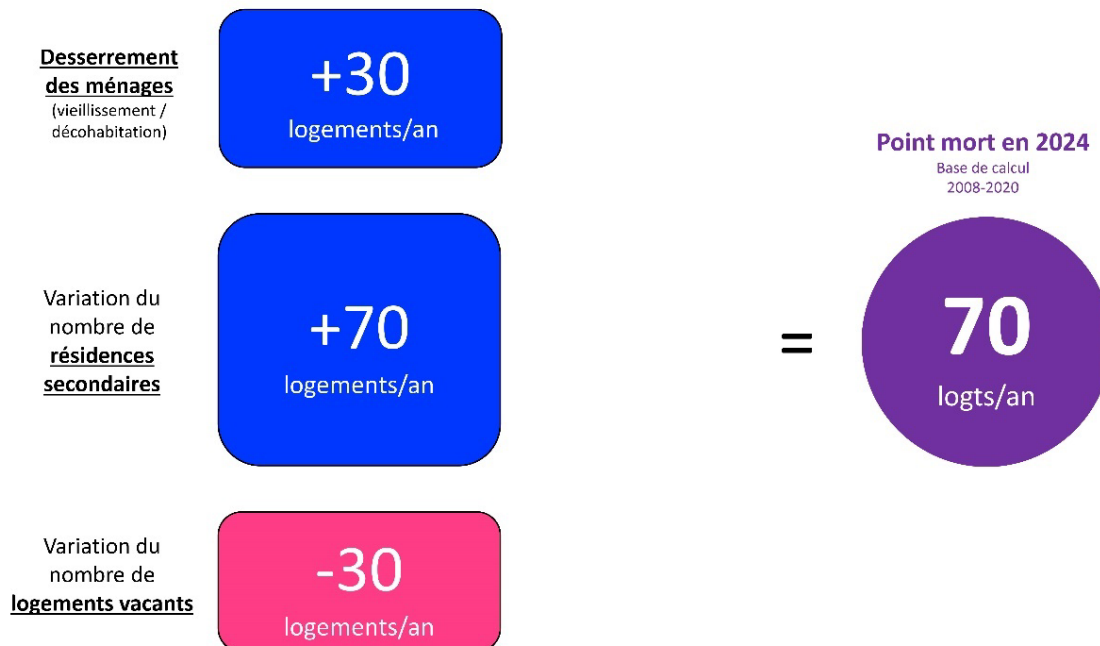 Desserrement
des ménages
(vieillissement /
décohabitation)
+30
logements/an
Variation du
nombre de
résidences
secondaires
+70
logements/an
Variation du
nombre de
logements vacants
-30
logements/an
=
Point mort en 2024
Base de calcul
2008-2020
70
logts/an